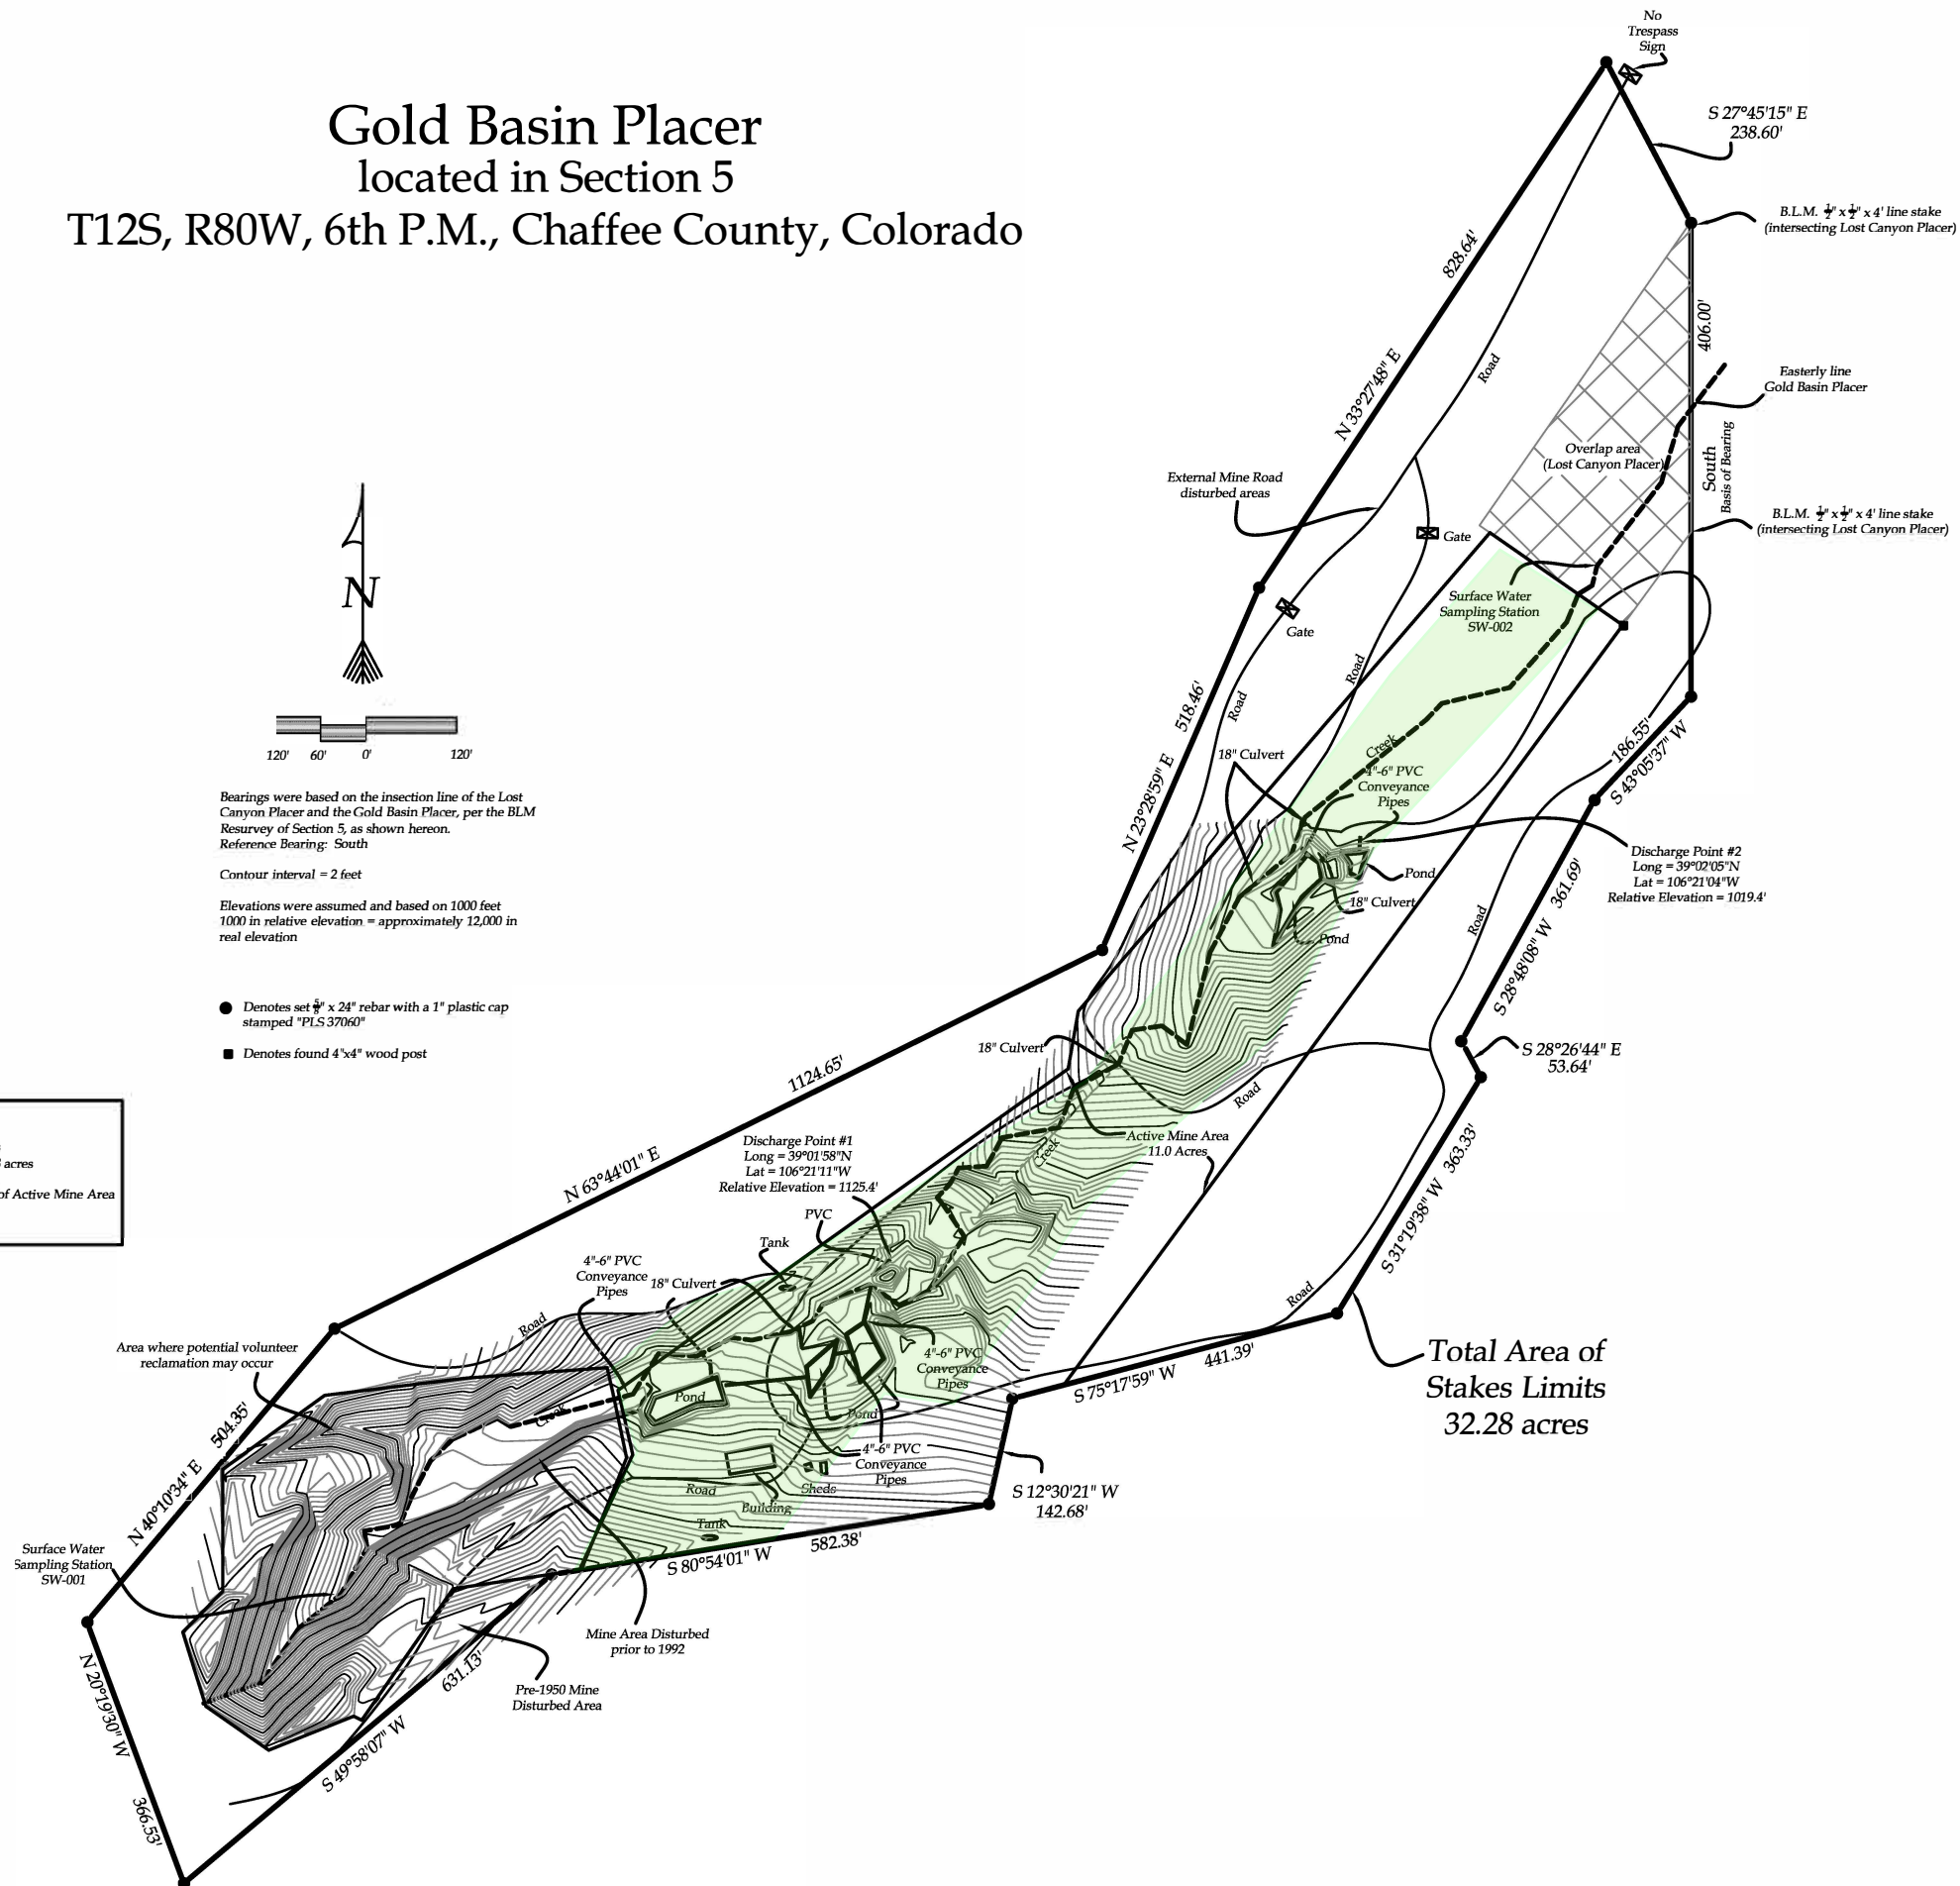 Gold Basin Placer
located in Section 5
T12S, R80W, 6th P.M., Chaffee County, Colorado
No
Trespass
Sign
S 27°45'15" E
238.60'
B.L.M. ½" x ½" x 4' line stake
(intersecting Lost Canyon Placer)
828.64'
N 33°27'48" E
406.00'
Road
Easterly line
Gold Basin Placer
South
Basis of Bearing
Overlap area
(Lost Canyon Placer)
External Mine Road
disturbed areas
B.L.M. ½" x ½" x 4' line stake
(intersecting Lost Canyon Placer)
Gate
Gate
Surface Water
Sampling Station
SW-002
N
120' 60' 0' 120'
Bearings were based on the insection line of the Lost
Canyon Placer and the Gold Basin Placer, per the BLM
Resurvey of Section 5, as shown hereon.
Reference Bearing: South
Contour interval = 2 feet
Elevations were assumed and based on 1000 feet
1000 in relative elevation = approximately 12,000 in
real elevation
Denotes set ⅝" x 24" rebar with a 1" plastic cap
stamped "PLS 37060"
Denotes found 4"x4" wood post
acres
of Active Mine Area
518.46'
N 23°28'59" E
Road
Road
18" Culvert
Creek
4"-6" PVC
Conveyance
Pipes
186.55'
S 43°05'37" W
Discharge Point #2
Long = 39°02'05"N
Lat = 106°21'04"W
Relative Elevation = 1019.4'
Pond
18" Culvert
Pond
361.69'
S 28°48'08" W
Road
S 28°26'44" E
53.64'
18" Culvert
Road
Active Mine Area
11.0 Acres
Creek
1124.65'
N 63°44'01" E
Discharge Point #1
Long = 39°01'58"N
Lat = 106°21'11"W
Relative Elevation = 1125.4'
PVC
Tank
4"-6" PVC
Conveyance
Pipes
18" Culvert
363.33'
S 31°19'38" W
Road
Total Area of
Stakes Limits
32.28 acres
441.39'
S 75°17'59" W
Road
Area where potential volunteer
reclamation may occur
4"-6" PVC
Conveyance
Pipes
Pond
Pond
Creek
4"-6" PVC
Conveyance
Pipes
Road
Sheds
Building
Tank
S 12°30'21" W
142.68'
504.35'
N 40°10'34" E
582.38'
S 80°54'01" W
Surface Water
Sampling Station
SW-001
Mine Area Disturbed
prior to 1992
Pre-1950 Mine
Disturbed Area
631.13'
S 49°58'07" W
N 20°19'30" W
366.53'